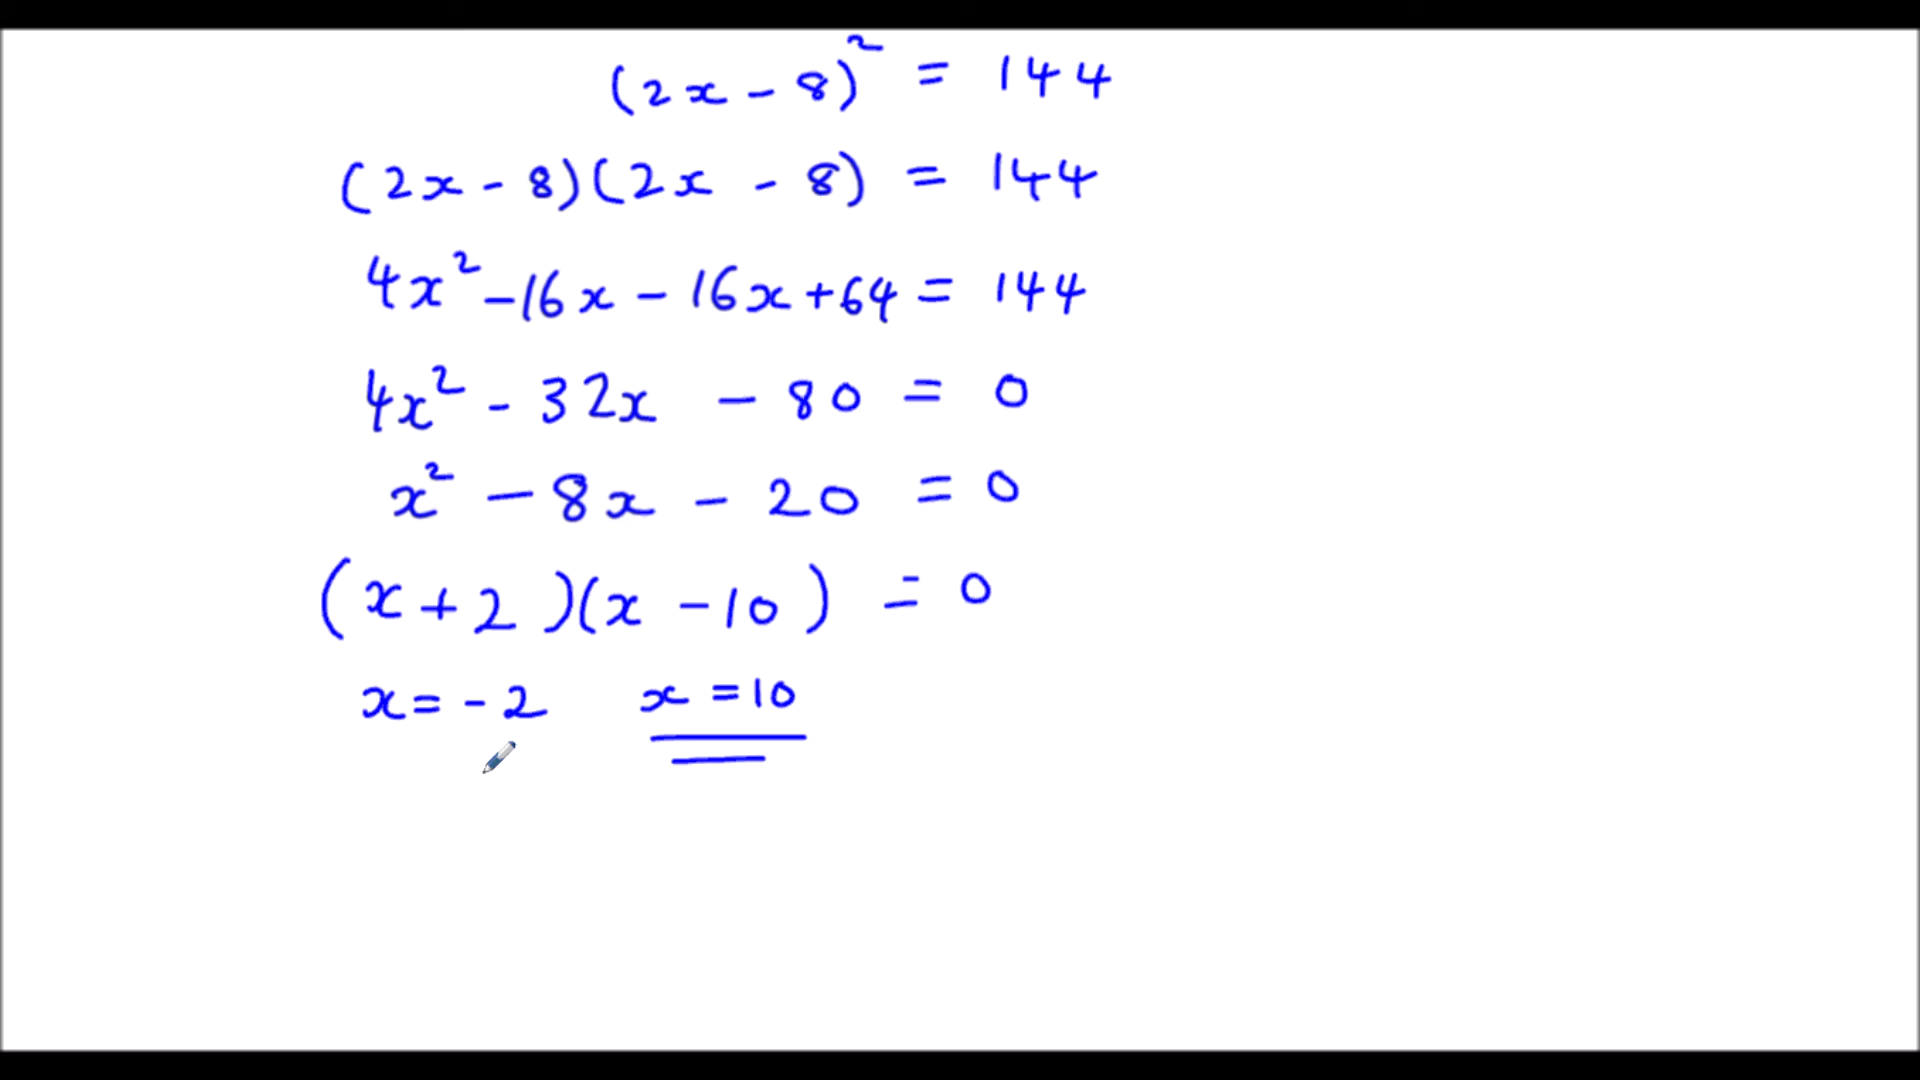 (2x - 8)² = 144
(2x - 8)(2x - 8) = 144
4x² - 16x - 16x + 64 = 144
4x² - 32x - 80 = 0
x² - 8x - 20 = 0
(x + 2)(x - 10) = 0
x = -2 x = 10